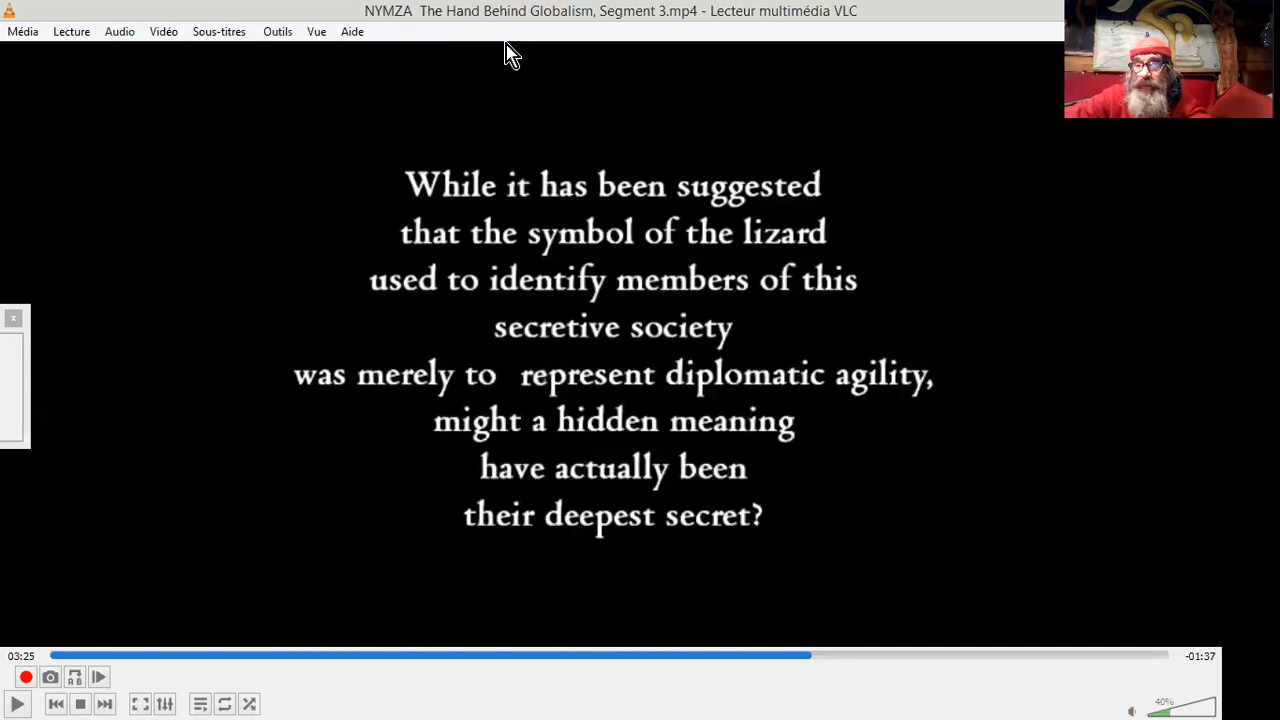 NYMZA  The Hand Behind Globalism, Segment 3.mp4 - Lecteur multimédia VLC
Média Lecture Audio Vidéo Sous-titres Outils Vue Aide
While it has been suggested
that the symbol of the lizard
used to identify members of this
secretive society
was merely to represent diplomatic agility,
might a hidden meaning
have actually been
their deepest secret?
x
03:25
-01:37
A B
40%